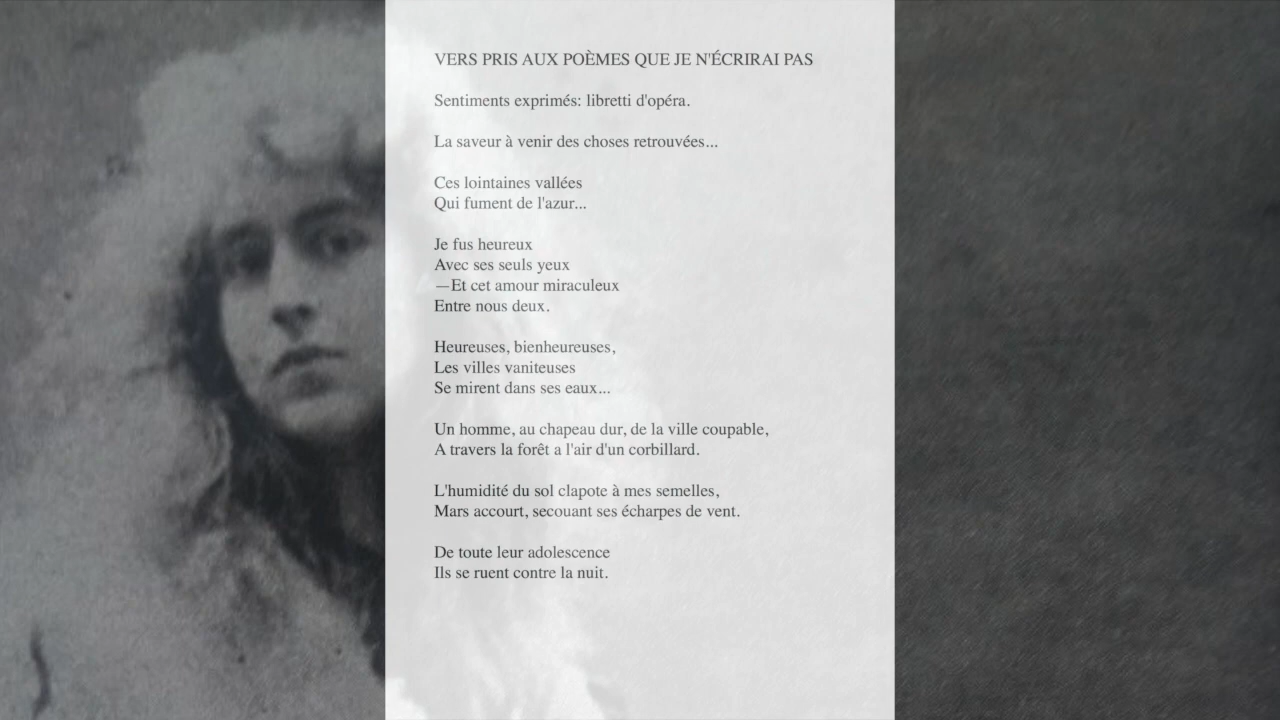 VERS PRIS AUX POÈMES QUE JE N'ÉCRIRAI PAS
Sentiments exprimés: libretti d'opéra.
La saveur à venir des choses retrouvées...
Ces lointaines vallées
Qui fument de l'azur...
Je fus heureux
Avec ses seuls yeux
—Et cet amour miraculeux
Entre nous deux.
Heureuses, bienheureuses,
Les villes vaniteuses
Se mirent dans ses eaux...
Un homme, au chapeau dur, de la ville coupable,
A travers la forêt a l'air d'un corbillard.
L'humidité du sol clapote à mes semelles,
Mars accourt, secouant ses écharpes de vent.
De toute leur adolescence
Ils se ruent contre la nuit.